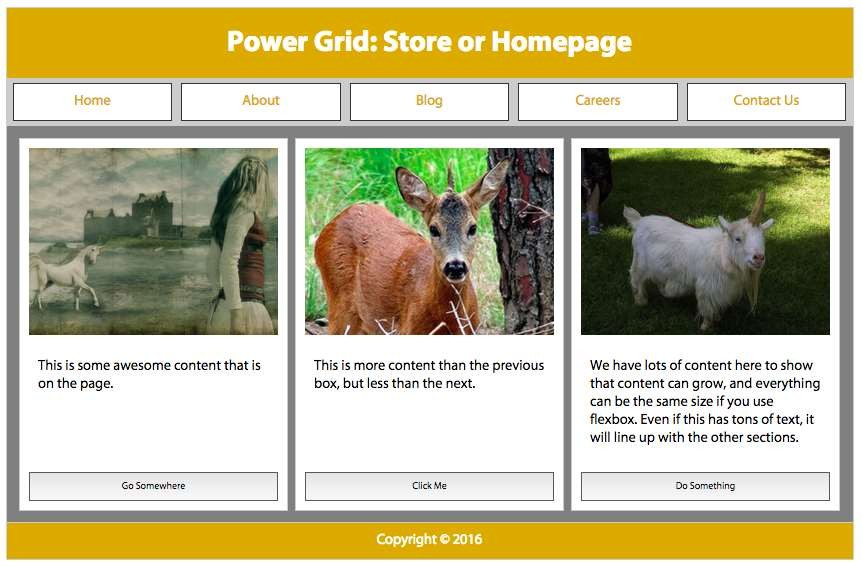 Power Grid: Store or Homepage
Home
About
Blog
Careers
Contact Us
This is some awesome content that is
on the page.
Go Somewhere
This is more content than the previous
box, but less than the next.
Click Me
We have lots of content here to show
that content can grow, and everything
can be the same size if you use
flexbox. Even if this has tons of text, it
will line up with the other sections.
Do Something
Copyright © 2016